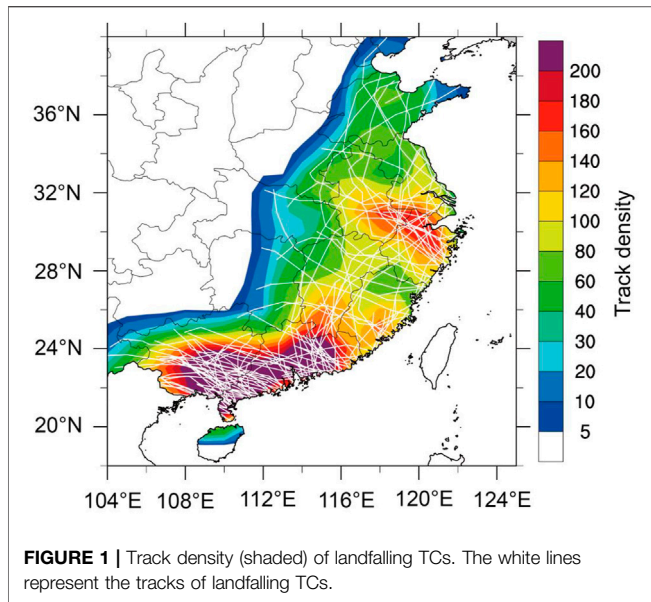 36°N
32°N
28°N
24°N
20°N
104°E 108°E 112°E 116°E 120°E 124°E
200
180
160
140
120
100
80
60
40
30
20
10
5
Track density
FIGURE 1 | Track density (shaded) of landfalling TCs. The white lines
represent the tracks of landfalling TCs.